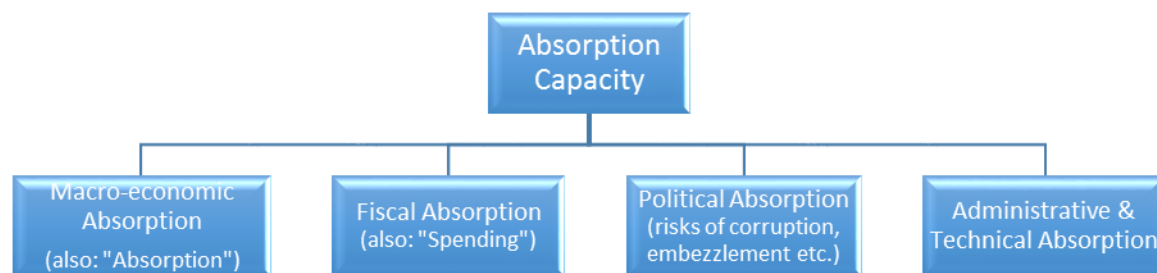 Absorption
Capacity
Macro-economic
Absorption
(also: "Absorption")
Fiscal Absorption
(also: "Spending")
Political Absorption
(risks of corruption,
embezzlement etc.)
Administrative &
Technical Absorption